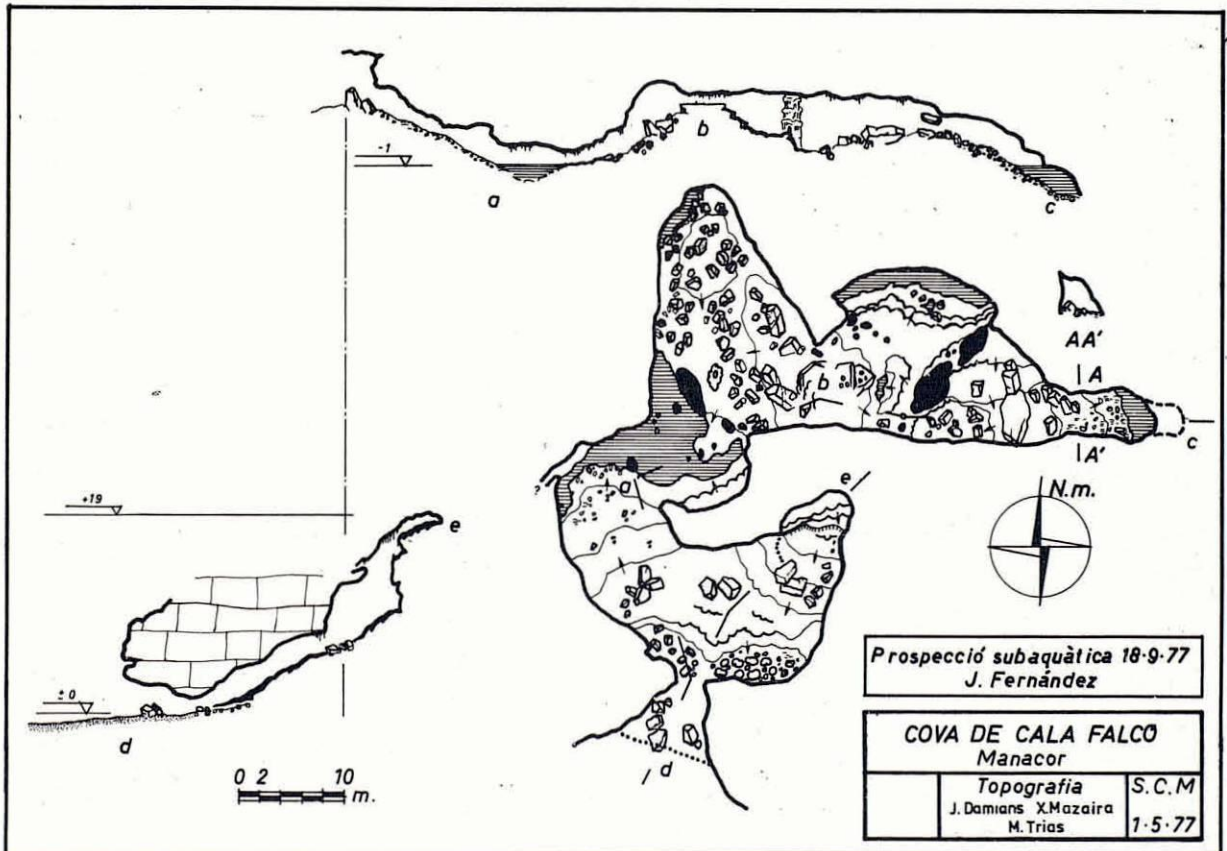 -1
a
b
c
AA'
A
b
c
A'
N.m.
?
a
e
+19
e
±0
d
d
0 2 10
m.
Prospecció subaquàtica 18·9·77
J. Fernández
COVA DE CALA FALCÓ
Manacor
Topografia
J. Damians X.Mazaira
M. Trias
S.C.M
1·5·77